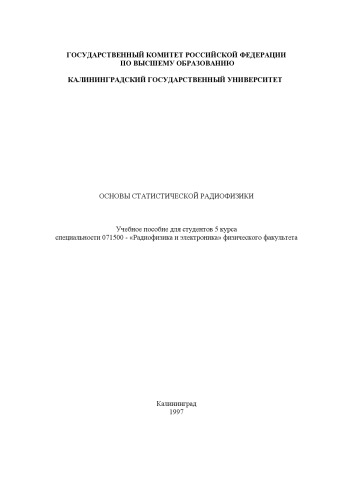 ГОСУДАРСТВЕННЫЙ КОМИТЕТ РОССИЙСКОЙ ФЕДЕРАЦИИ
ПО ВЫСШЕМУ ОБРАЗОВАНИЮ
КАЛИНИНГРАДСКИЙ ГОСУДАРСТВЕННЫЙ УНИВЕРСИТЕТ
ОСНОВЫ СТАТИСТИЧЕСКОЙ РАДИОФИЗИКИ
Учебное пособие для студентов 5 курса
специальности 071500 - «Радиофизика и электроника» физического факультета
Калининград
1997